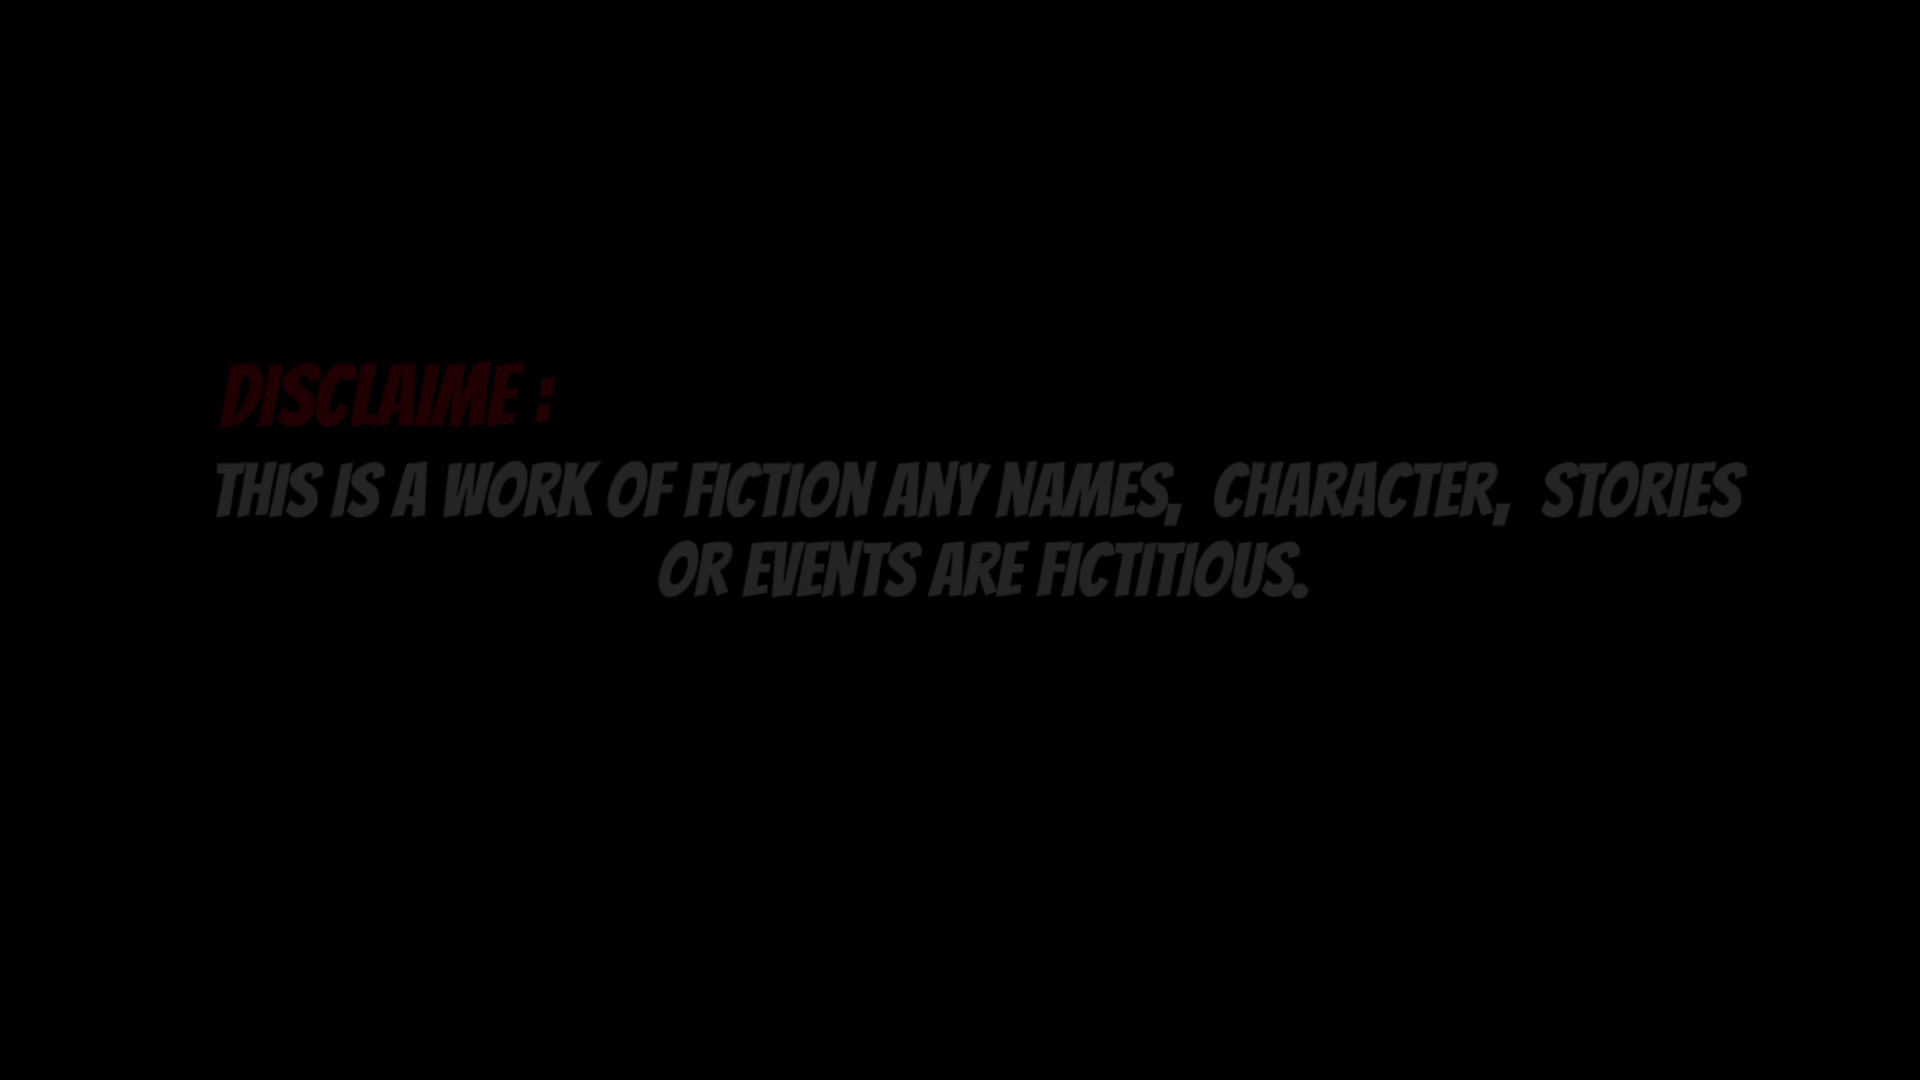 DISCLAIME :
THIS IS A WORK OF FICTION ANY NAMES, CHARACTER, STORIES
OR EVENTS ARE FICTITIOUS.